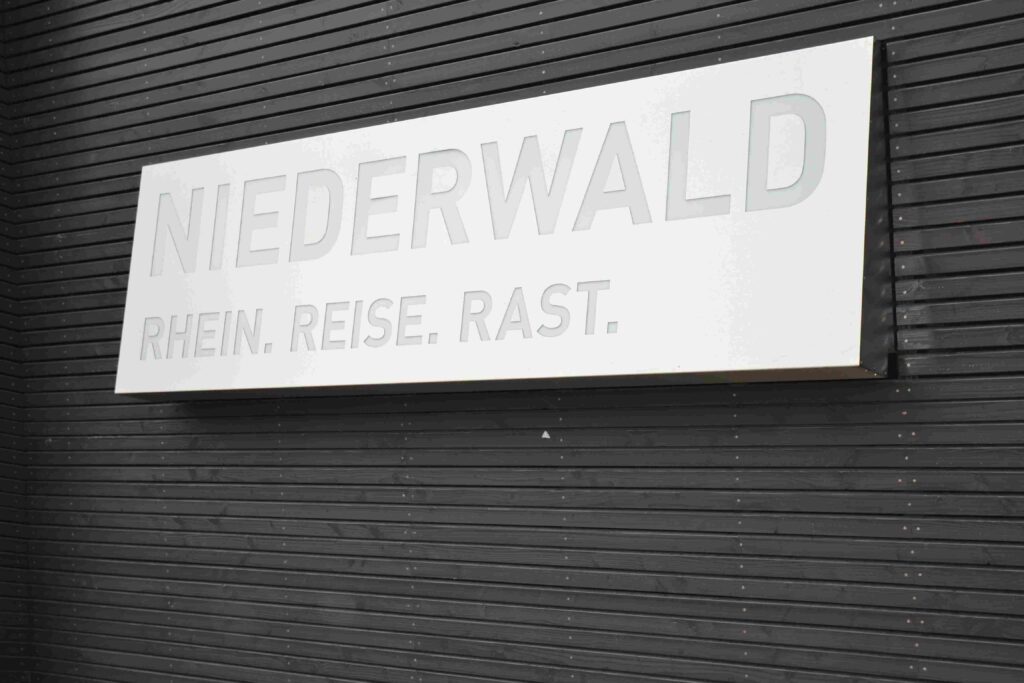 NIEDERWALD
RHEIN. REISE. RAST.